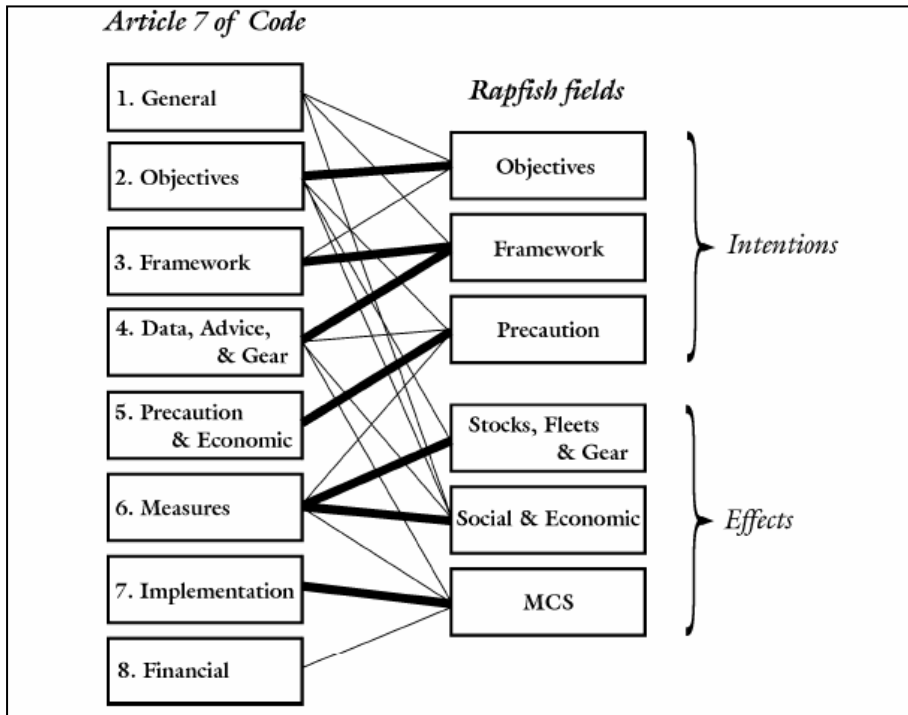 Article 7 of Code
1. General
2. Objectives
3. Framework
4. Data, Advice,
& Gear
5. Precaution
& Economic
6. Measures
7. Implementation
8. Financial
Rapfish fields
Objectives
Framework
Precaution
Stocks, Fleets
& Gear
Social & Economic
MCS
Intentions
Effects